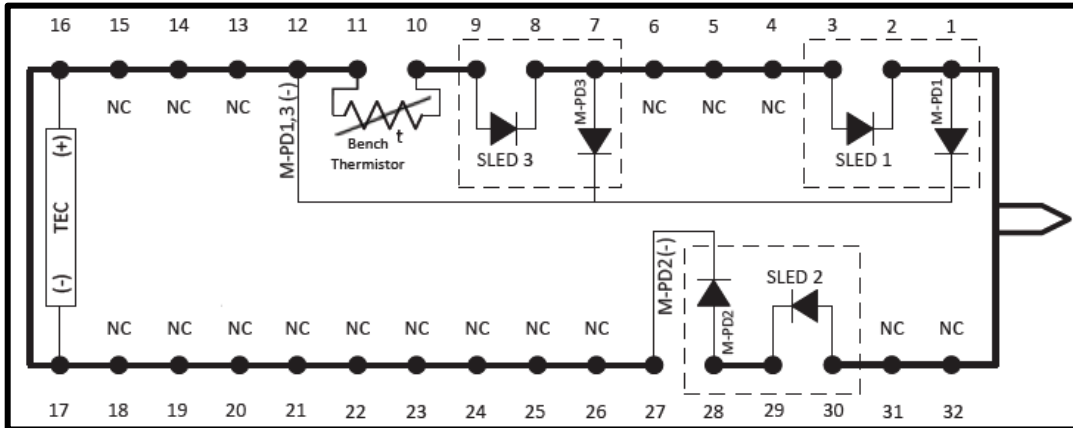 16 15 14 13 12 11 10 9 8 7 6 5 4 3 2 1
NC NC NC NC NC NC
M-PD1,3 (-)
t
Bench
Thermistor
M-PD3
SLED 3
M-PD1
SLED 1
(+)
TEC
(-)
M-PD2(-)
M-PD2
SLED 2
NC NC NC NC NC NC NC NC NC NC NC
17 18 19 20 21 22 23 24 25 26 27 28 29 30 31 32